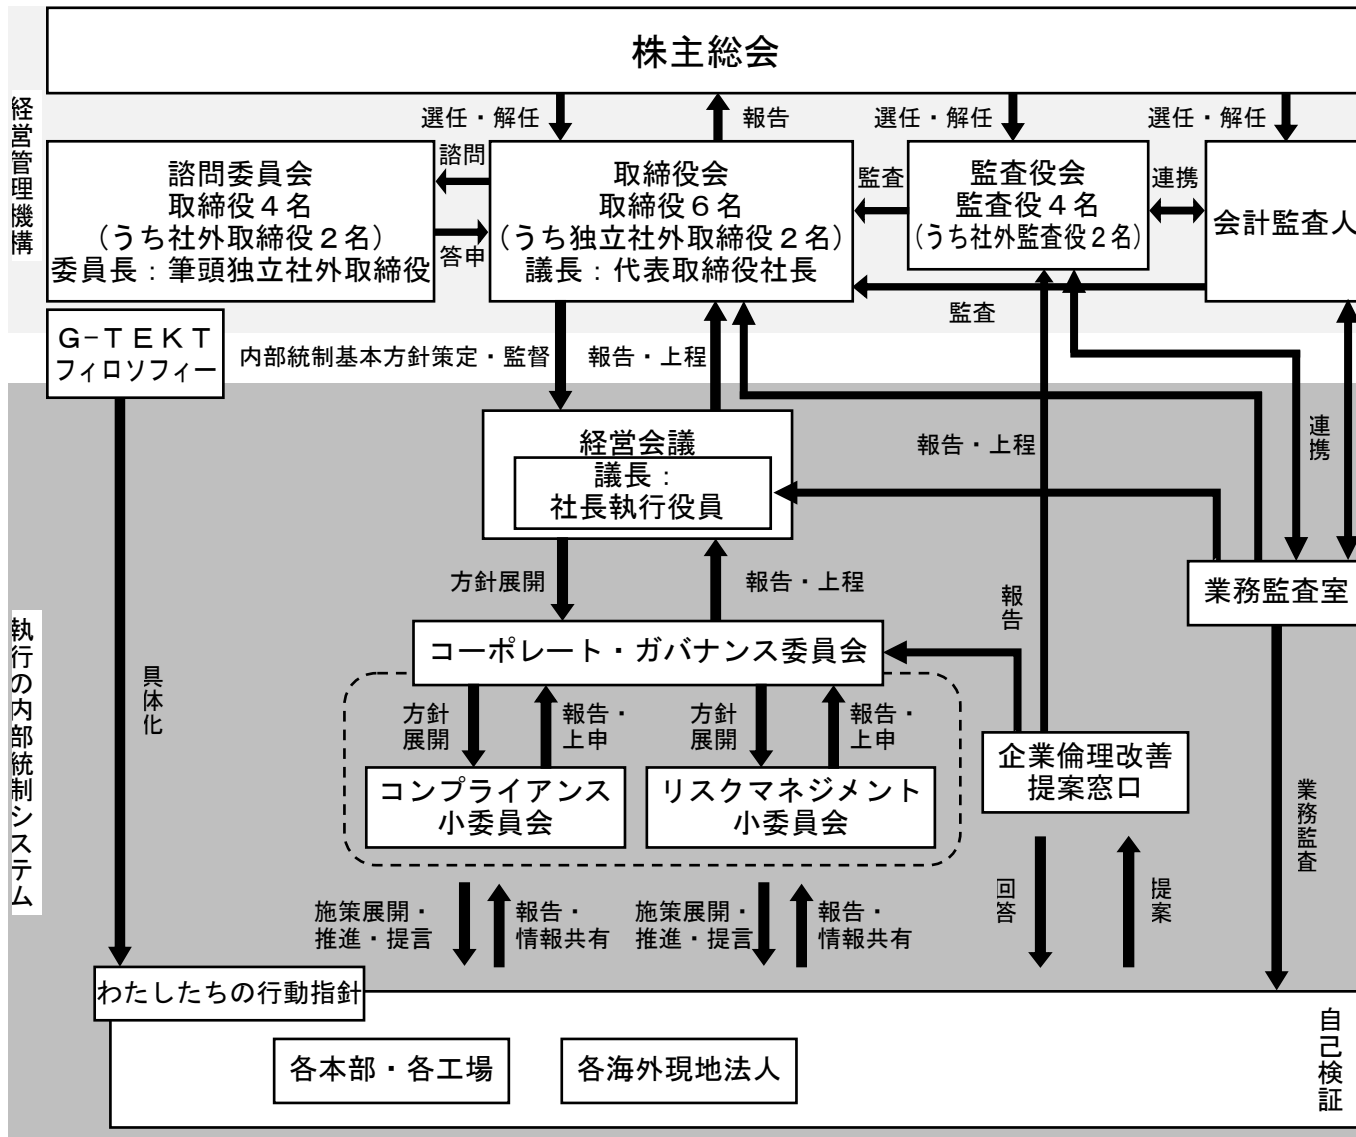 株主総会
経営管理機構
選任・解任
報告
選任・解任
選任・解任
諮問委員会
取締役４名
（うち社外取締役２名）
委員長：筆頭独立社外取締役
諮問
答申
取締役会
取締役６名
（うち独立社外取締役２名）
議長：代表取締役社長
監査
監査役会
監査役４名
（うち社外監査役２名）
連携
会計監査人
監査
Ｇ−ＴＥＫＴ
フィロソフィー
内部統制基本方針策定・監督
報告・上程
経営会議
議長：
社長執行役員
報告・上程
連携
方針展開
報告・上程
報告
業務監査室
執行の内部統制システム
具体化
コーポレート・ガバナンス委員会
方針
展開
報告・
上申
方針
展開
報告・
上申
コンプライアンス
小委員会
リスクマネジメント
小委員会
企業倫理改善
提案窓口
業務監査
施策展開・
推進・提言
報告・
情報共有
施策展開・
推進・提言
報告・
情報共有
回答
提案
わたしたちの行動指針
各本部・各工場
各海外現地法人
自己検証